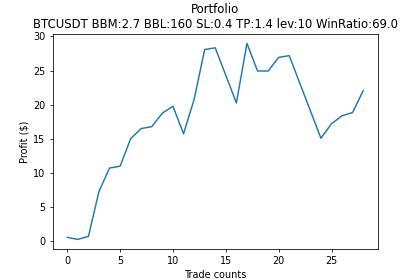 Portfolio
BTCUSDT BBM:2.7 BBL:160 SL:0.4 TP:1.4 lev:10 WinRatio:69.0
30
25
20
15
10
5
0
Profit ($)
0 5 10 15 20 25
Trade counts